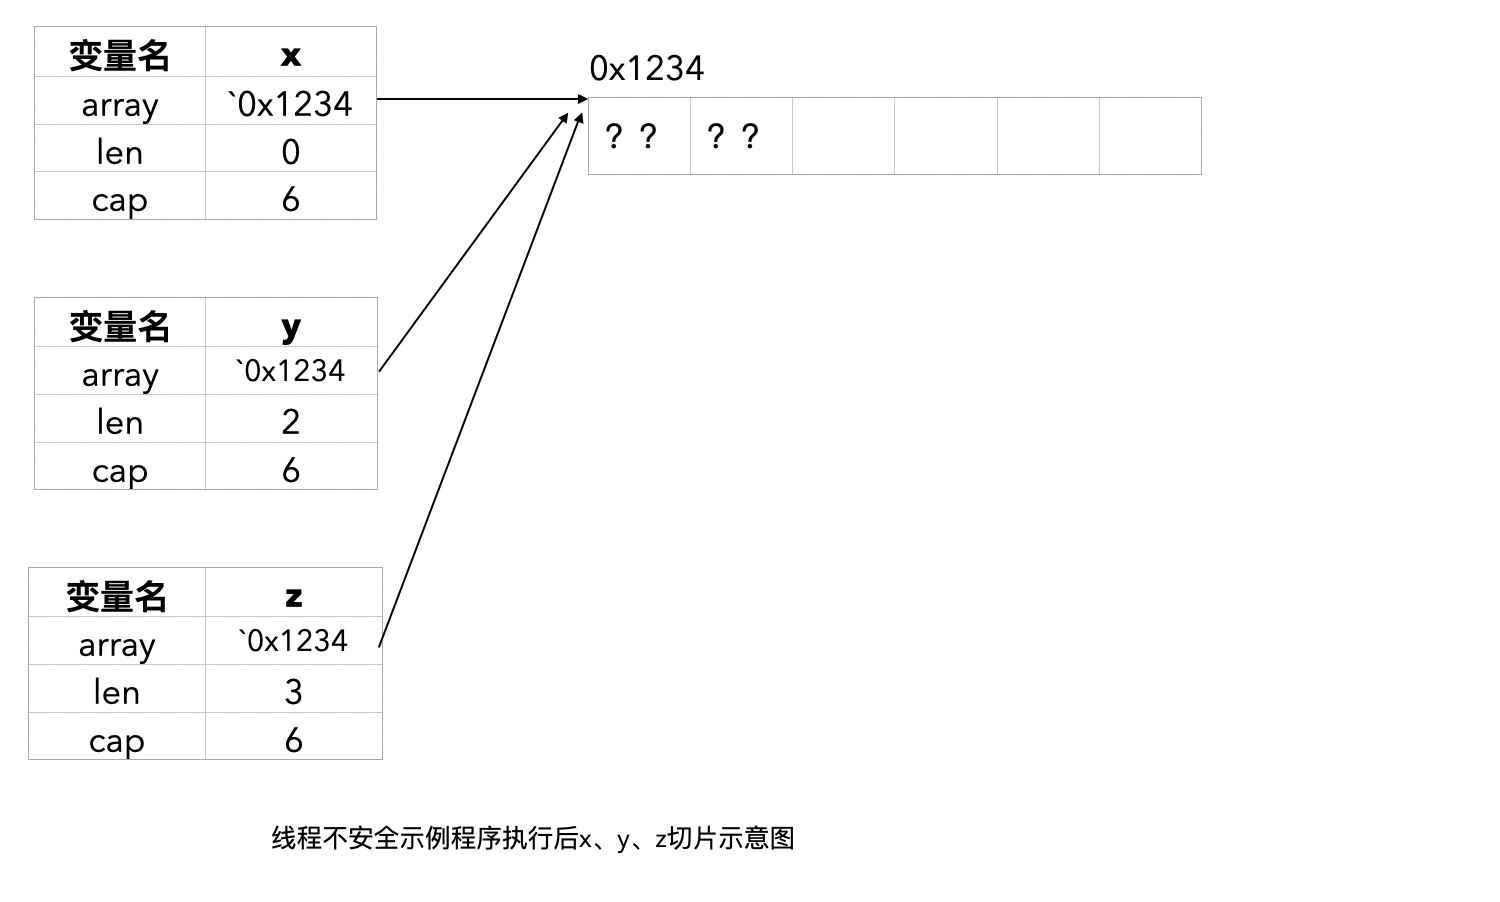 变量名 x
array `0x1234
len 0
cap 6
0x1234
？？ ？？
变量名 y
array `0x1234
len 2
cap 6
变量名 z
array `0x1234
len 3
cap 6
线程不安全示例程序执行后x、y、z切片示意图